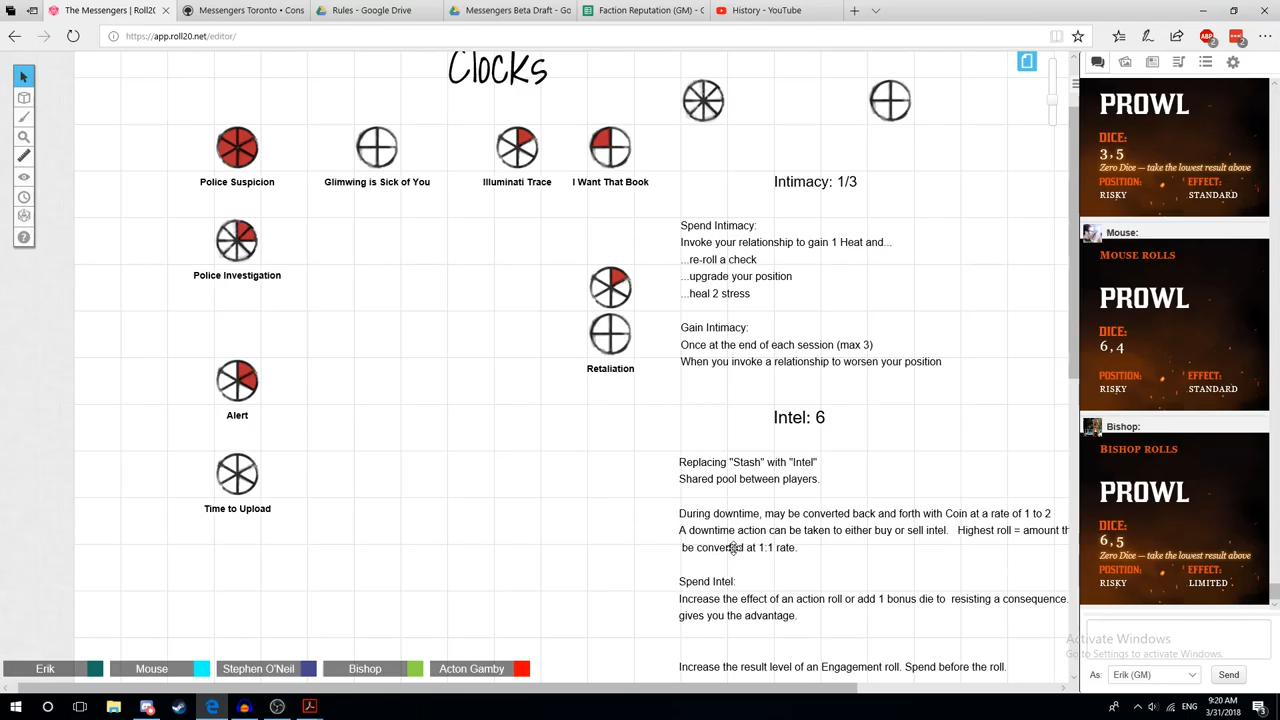 The Messengers | Roll20
Messengers Toronto • Cons
Rules - Google Drive
Messengers Beta Draft - Go
Faction Reputation (GM) - G
History - YouTube
https://app.roll20.net/editor/
2
2
Clocks
Police Suspicion
Glimwing is Sick of You
Illuminati Trace
I Want That Book
Police Investigation
Retaliation
Alert
Time to Upload
Intimacy: 1/3
Spend Intimacy:
Invoke your relationship to gain 1 Heat and...
...re-roll a check
...upgrade your position
...heal 2 stress
Gain Intimacy:
Once at the end of each session (max 3)
When you invoke a relationship to worsen your position
Intel: 6
Replacing "Stash" with "Intel"
Shared pool between players.
During downtime, may be converted back and forth with Coin at a rate of 1 to 2
A downtime action can be taken to either buy or sell intel. Highest roll = amount th
be converted at 1:1 rate.
Spend Intel:
Increase the effect of an action roll or add 1 bonus die to resisting a consequence.
gives you the advantage.
Increase the result level of an Engagement roll. Spend before the roll.
PROWL
DICE:
3, 5
Zero Dice — take the lowest result above
POSITION: EFFECT:
RISKY STANDARD
Mouse:
MOUSE ROLLS
PROWL
DICE:
6, 4
POSITION: EFFECT:
RISKY STANDARD
Bishop:
BISHOP ROLLS
PROWL
DICE:
6, 5
Zero Dice — take the lowest result above
POSITION: EFFECT:
RISKY LIMITED
Activate Windows
Go to Settings to activate Windows.
As: Erik (GM) Send
Erik
Mouse
Stephen O'Neil
Bishop
Acton Gamby
9:20 AM
3/31/2018
3